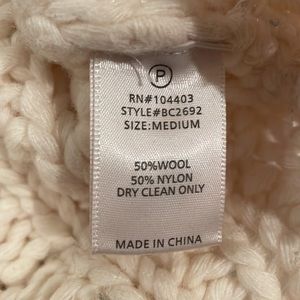 P
RN#104403
STYLE#BC2692
SIZE:MEDIUM
50%WOOL
50% NYLON
DRY CLEAN ONLY
MADE IN CHINA